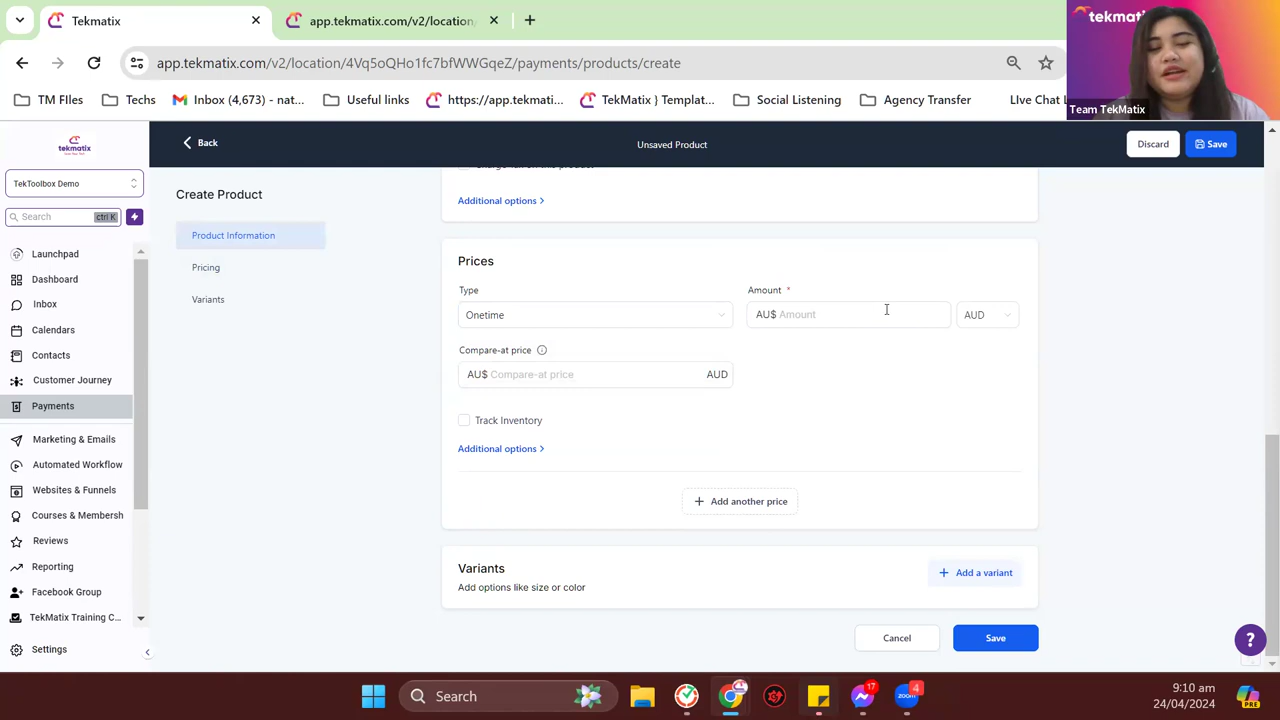 Tekmatix
app.tekmatix.com/v2/location/
tekmatix
app.tekmatix.com/v2/location/4Vq5oQHo1fc7bfWWGqeZ/payments/products/create
TM FIles
Techs
Inbox (4,673) - nat...
Useful links
https://app.tekmati...
TekMatix } Templat...
Social Listening
Agency Transfer
LIve Chat L
Team TekMatix
tekmatix
Back
Unsaved Product
Discard
Save
TekToolbox Demo
Search
ctrl K
Create Product
Product Information
Pricing
Variants
Launchpad
Dashboard
Inbox
Calendars
Contacts
Customer Journey
Payments
Marketing & Emails
Automated Workflow
Websites & Funnels
Courses & Membersh
Reviews
Reporting
Facebook Group
TekMatix Training C...
Settings
Additional options >
Prices
Type
Amount *
Onetime
AU$ Amount
AUD
Compare-at price
AU$ Compare-at price
AUD
Track Inventory
Additional options >
+ Add another price
Variants
+ Add a variant
Add options like size or color
Cancel
Save
?
Search
17
4
9:10 am
24/04/2024
PRE